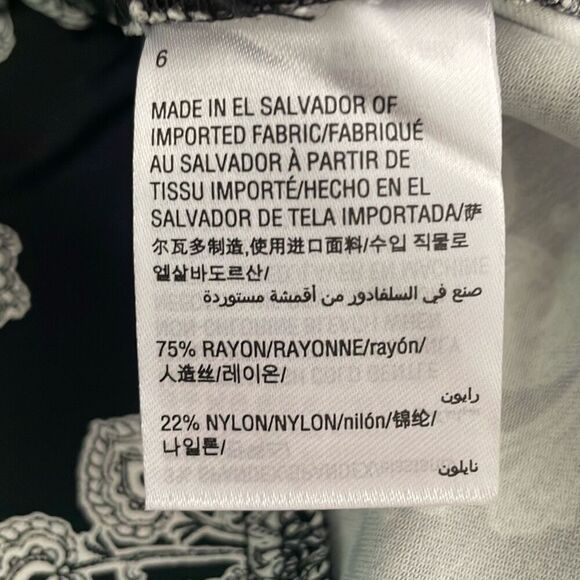 6
MADE IN EL SALVADOR OF
IMPORTED FABRIC/FABRIQUÉ
AU SALVADOR À PARTIR DE
TISSU IMPORTÉ/HECHO EN EL
SALVADOR DE TELA IMPORTADA/萨
尔瓦多制造,使用进口面料/수입 직물로
엘살바도르산/
صنع في السلفادور من أقمشة مستوردة
75% RAYON/RAYONNE/rayón/
人造丝/레이온/
رايون
22% NYLON/NYLON/nilón/锦纶/
나일론/
نايلون